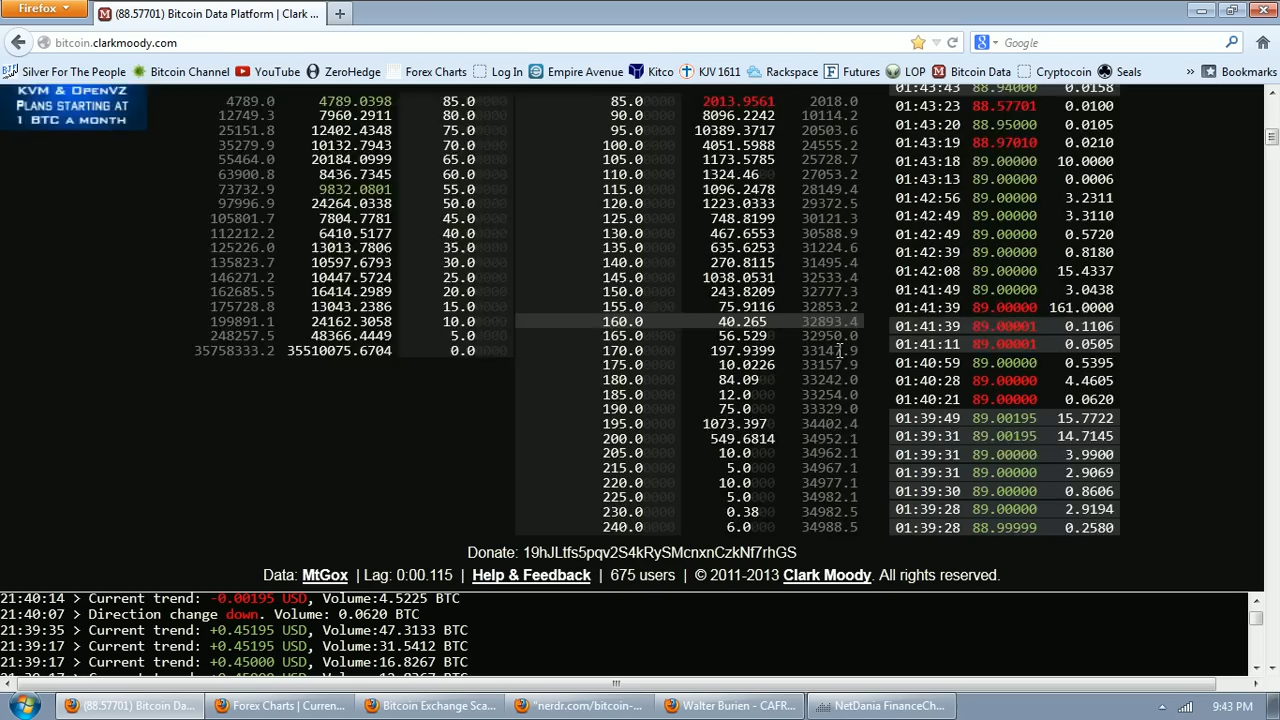 Firefox
(88.57701) Bitcoin Data Platform | Clark ...
bitcoin.clarkmoody.com
Google
Silver For The People Bitcoin Channel YouTube ZeroHedge Forex Charts Log In Empire Avenue Kitco KJV 1611 Rackspace Futures LOP Bitcoin Data Cryptocoin Seals » Bookmarks
KVM & OpenVZ
Plans starting at
1 BTC a month
01:43:43 88.94000 0.0158
4789.0 4789.0398 85.0 85.0 2013.9561 2018.0 01:43:23 88.57701 0.0100
12749.3 7960.2911 80.0 90.0 8096.2242 10114.2 01:43:20 88.95000 0.0105
25151.8 12402.4348 75.0 95.0 10389.3717 20503.6 01:43:19 88.97010 0.0210
35279.9 10132.7943 70.0 100.0 4051.5988 24555.2 01:43:18 89.00000 10.0000
55464.0 20184.0999 65.0 105.0 1173.5785 25728.7 01:43:13 89.00000 0.0006
63900.8 8436.7345 60.0 110.0 1324.46 27053.2 01:42:56 89.00000 3.2311
73732.9 9832.0801 55.0 115.0 1096.2478 28149.4 01:42:49 89.00000 3.3110
97996.9 24264.0338 50.0 120.0 1223.0333 29372.5 01:42:49 89.00000 0.5720
105801.7 7804.7781 45.0 125.0 748.8199 30121.3 01:42:39 89.00000 0.8180
112212.2 6410.5177 40.0 130.0 467.6553 30588.9 01:42:08 89.00000 15.4337
125226.0 13013.7806 35.0 135.0 635.6253 31224.6 01:41:49 89.00000 3.0438
135823.7 10597.6793 30.0 140.0 270.8115 31495.4 01:41:39 89.00000 161.0000
146271.2 10447.5724 25.0 145.0 1038.0531 32533.4 01:41:39 89.00001 0.1106
162685.5 16414.2989 20.0 150.0 243.8209 32777.3 01:41:11 89.00001 0.0505
175728.8 13043.2386 15.0 155.0 75.9116 32853.2 01:40:59 89.00000 0.5395
199891.1 24162.3058 10.0 160.0 40.265 32893.4 01:40:28 89.00000 4.4605
248257.5 48366.4449 5.0 165.0 56.529 32950.0 01:40:21 89.00000 0.0620
35758333.2 35510075.6704 0.0 170.0 197.9399 33147.9 01:39:49 89.00195 15.7722
175.0 10.0226 33157.9 01:39:31 89.00195 14.7145
180.0 84.09 33242.0 01:39:31 89.00000 3.9900
185.0 12.0 33254.0 01:39:31 89.00000 2.9069
190.0 75.0 33329.0 01:39:30 89.00000 0.8606
195.0 1073.397 34402.4 01:39:28 89.00000 2.9194
200.0 549.6814 34952.1 01:39:28 88.99999 0.2580
205.0 10.0 34962.1
215.0 5.0 34967.1
220.0 10.0 34977.1
225.0 5.0 34982.1
230.0 0.38 34982.5
240.0 6.0 34988.5
Donate: 19hJLtfs5pqv2S4kRySMcnxnCzkNf7rhGS
Data: MtGox | Lag: 0:00.115 | Help & Feedback | 675 users | © 2011-2013 Clark Moody. All rights reserved.
21:40:14 > Current trend: -0.00195 USD, Volume:4.5225 BTC
21:40:07 > Direction change down. Volume: 0.0620 BTC
21:39:35 > Current trend: +0.45195 USD, Volume:47.3133 BTC
21:39:17 > Current trend: +0.45195 USD, Volume:31.5412 BTC
21:39:17 > Current trend: +0.45000 USD, Volume:16.8267 BTC
(88.57701) Bitcoin Da... Forex Charts | Curren... Bitcoin Exchange Sca... "nerdr.com/bitcoin-... Walter Burien - CAFR... NetDania FinanceCh... 9:43 PM